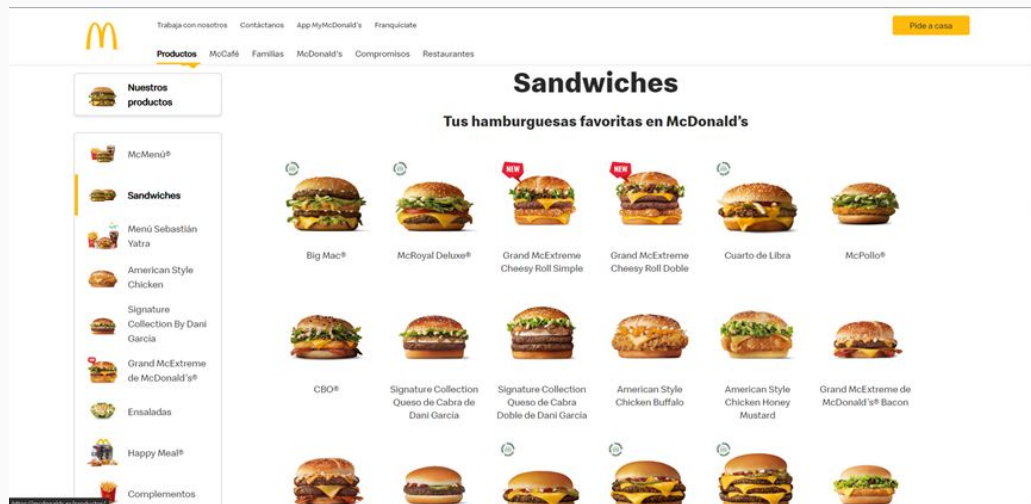 Trabaja con nosotros Contáctanos App MyMcDonald's Franquíciate
Pide a casa
Productos McCafé Familias McDonald's Compromisos Restaurantes
Nuestros
productos
McMenú®
Sandwiches
Menú Sebastián
Yatra
American Style
Chicken
Signature
Collection By Dani
García
Grand McExtreme
de McDonald's®
Ensaladas
Happy Meal®
Complementos
Sandwiches
Tus hamburguesas favoritas en McDonald's
NEW
NEW
Big Mac®
McRoyal Deluxe®
Grand McExtreme
Cheesy Roll Simple
Grand McExtreme
Cheesy Roll Doble
Cuarto de Libra
McPollo®
CBO®
Signature Collection
Queso de Cabra de
Dani García
Signature Collection
Queso de Cabra
Doble de Dani García
American Style
Chicken Buffalo
American Style
Chicken Honey
Mustard
Grand McExtreme de
McDonald's® Bacon